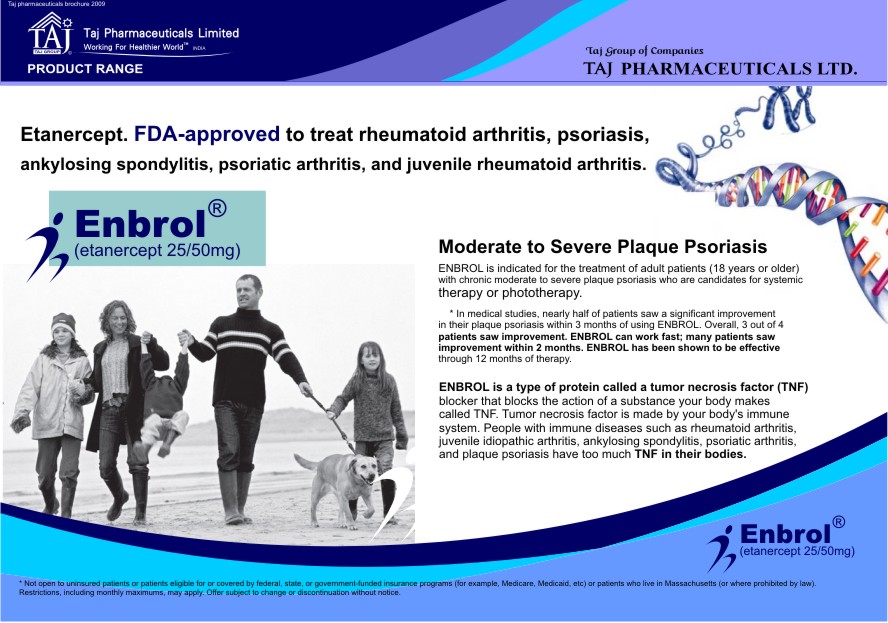 Taj pharmaceuticals brochure 2009
TAJ
TAJ GROUP
Taj Pharmaceuticals Limited
Working For Healthier World™ INDIA
PRODUCT RANGE
Taj Group of Companies
TAJ PHARMACEUTICALS LTD.
Etanercept. FDA-approved to treat rheumatoid arthritis, psoriasis,
ankylosing spondylitis, psoriatic arthritis, and juvenile rheumatoid arthritis.
Enbrol®
(etanercept 25/50mg)
Moderate to Severe Plaque Psoriasis
ENBROL is indicated for the treatment of adult patients (18 years or older)
with chronic moderate to severe plaque psoriasis who are candidates for systemic
therapy or phototherapy.
* In medical studies, nearly half of patients saw a significant improvement
in their plaque psoriasis within 3 months of using ENBROL. Overall, 3 out of 4
patients saw improvement. ENBROL can work fast; many patients saw
improvement within 2 months. ENBROL has been shown to be effective
through 12 months of therapy.
ENBROL is a type of protein called a tumor necrosis factor (TNF)
blocker that blocks the action of a substance your body makes
called TNF. Tumor necrosis factor is made by your body's immune
system. People with immune diseases such as rheumatoid arthritis,
juvenile idiopathic arthritis, ankylosing spondylitis, psoriatic arthritis,
and plaque psoriasis have too much TNF in their bodies.
Enbrol®
(etanercept 25/50mg)
* Not open to uninsured patients or patients eligible for or covered by federal, state, or government-funded insurance programs (for example, Medicare, Medicaid, etc) or patients who live in Massachusetts (or where prohibited by law).
Restrictions, including monthly maximums, may apply. Offer subject to change or discontinuation without notice.